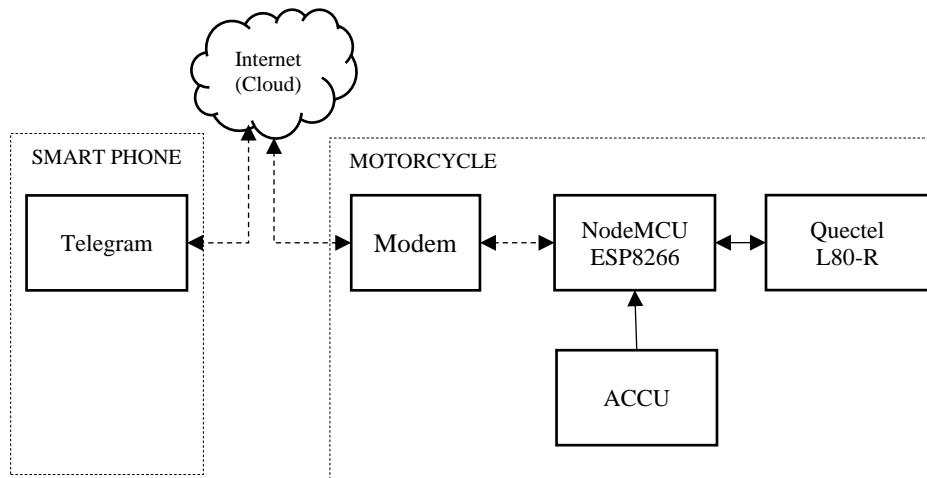 Internet
(Cloud)
SMART PHONE
Telegram
MOTORCYCLE
Modem
NodeMCU
ESP8266
Quectel
L80-R
ACCU